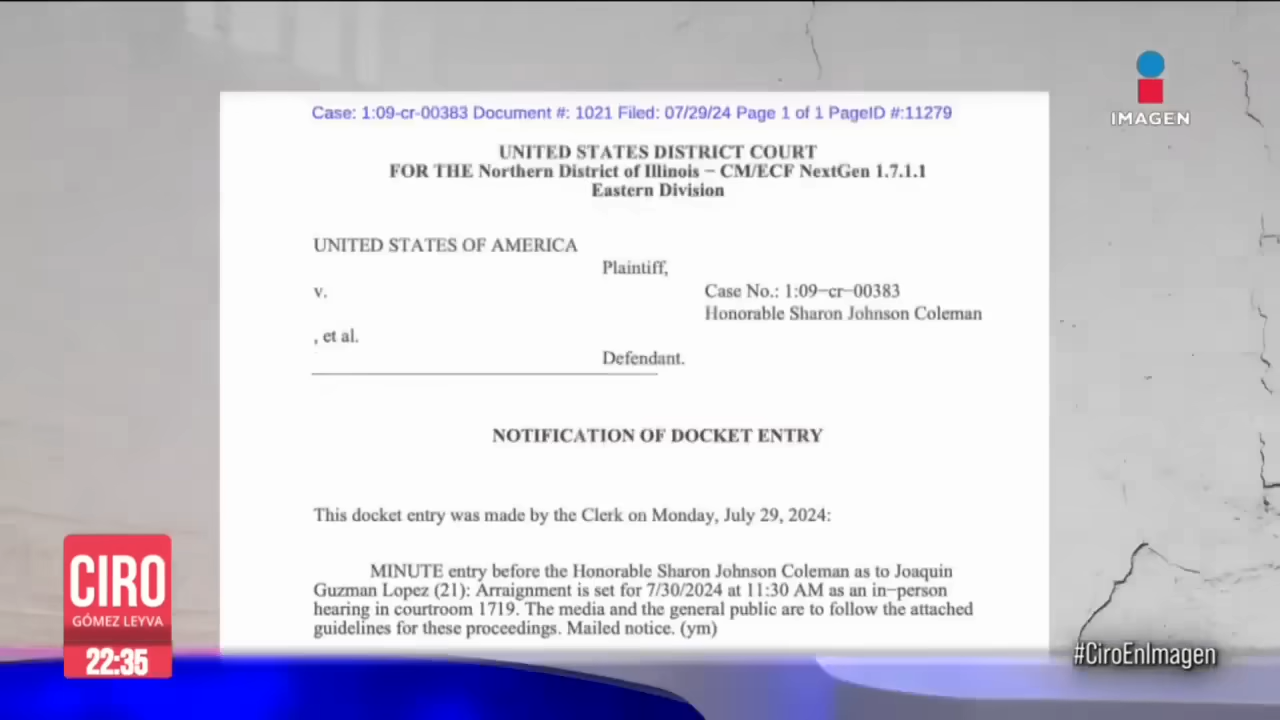 IMAGEN
Case: 1:09-cr-00383 Document #: 1021 Filed: 07/29/24 Page 1 of 1 PageID #:11279
UNITED STATES DISTRICT COURT
FOR THE Northern District of Illinois − CM/ECF NextGen 1.7.1.1
Eastern Division
UNITED STATES OF AMERICA
Plaintiff,
v.
Case No.: 1:09−cr−00383
Honorable Sharon Johnson Coleman
, et al.
Defendant.
NOTIFICATION OF DOCKET ENTRY
This docket entry was made by the Clerk on Monday, July 29, 2024:
MINUTE entry before the Honorable Sharon Johnson Coleman as to Joaquin
Guzman Lopez (21): Arraignment is set for 7/30/2024 at 11:30 AM as an in−person
hearing in courtroom 1719. The media and the general public are to follow the attached
guidelines for these proceedings. Mailed notice. (ym)
CIRO
GÓMEZ LEYVA
22:35
#CiroEnImagen